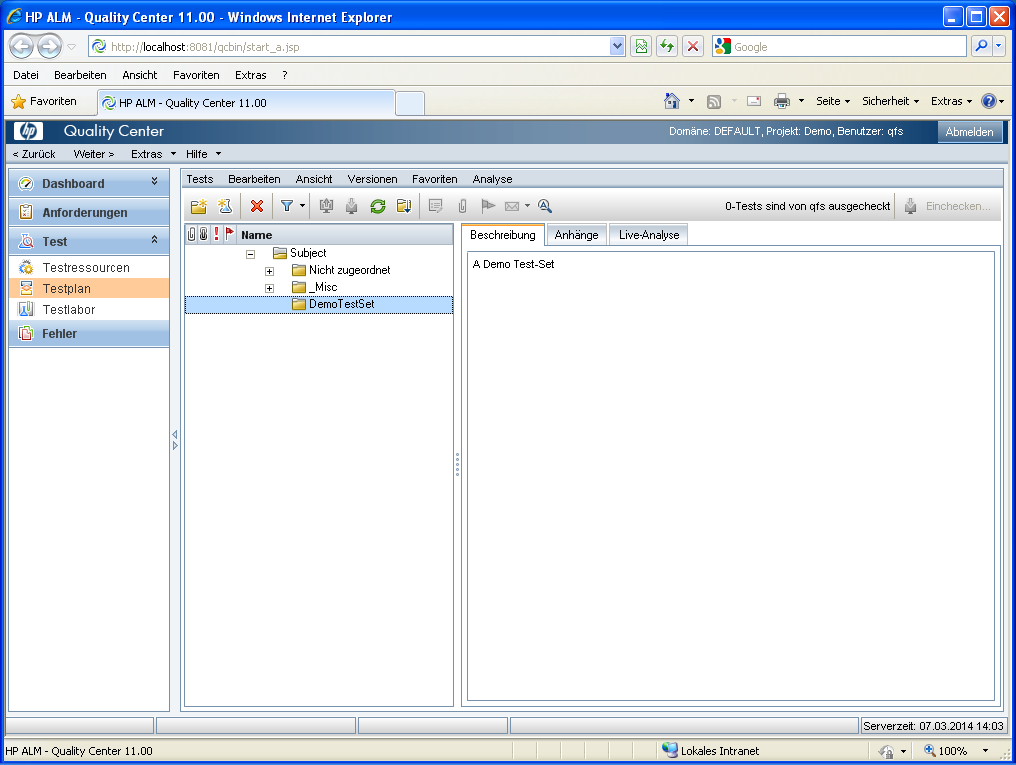 HP ALM - Quality Center 11.00 - Windows Internet Explorer
http://localhost:8081/qcbin/start_a.jsp
Google
Datei Bearbeiten Ansicht Favoriten Extras ?
Favoriten
HP ALM - Quality Center 11.00
Seite Sicherheit Extras
hp Quality Center
Domäne: DEFAULT, Projekt: Demo, Benutzer: qfs
Abmelden
< Zurück Weiter > Extras Hilfe
Dashboard
Anforderungen
Test
Testressourcen
Testplan
Testlabor
Fehler
Tests Bearbeiten Ansicht Versionen Favoriten Analyse
0-Tests sind von qfs ausgecheckt
Einchecken...
Name
Subject
Nicht zugeordnet
_Misc
DemoTestSet
Beschreibung Anhänge Live-Analyse
A Demo Test-Set
Serverzeit: 07.03.2014 14:03
HP ALM - Quality Center 11.00
Lokales Intranet
100%